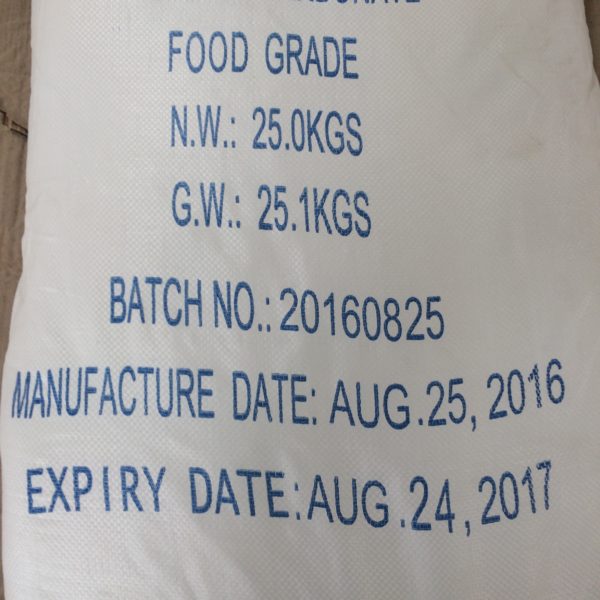 FOOD GRADE
N.W.: 25.0KGS
G.W.: 25.1KGS
BATCH NO.: 20160825
MANUFACTURE DATE: AUG.25, 2016
EXPIRY DATE: AUG.24, 2017